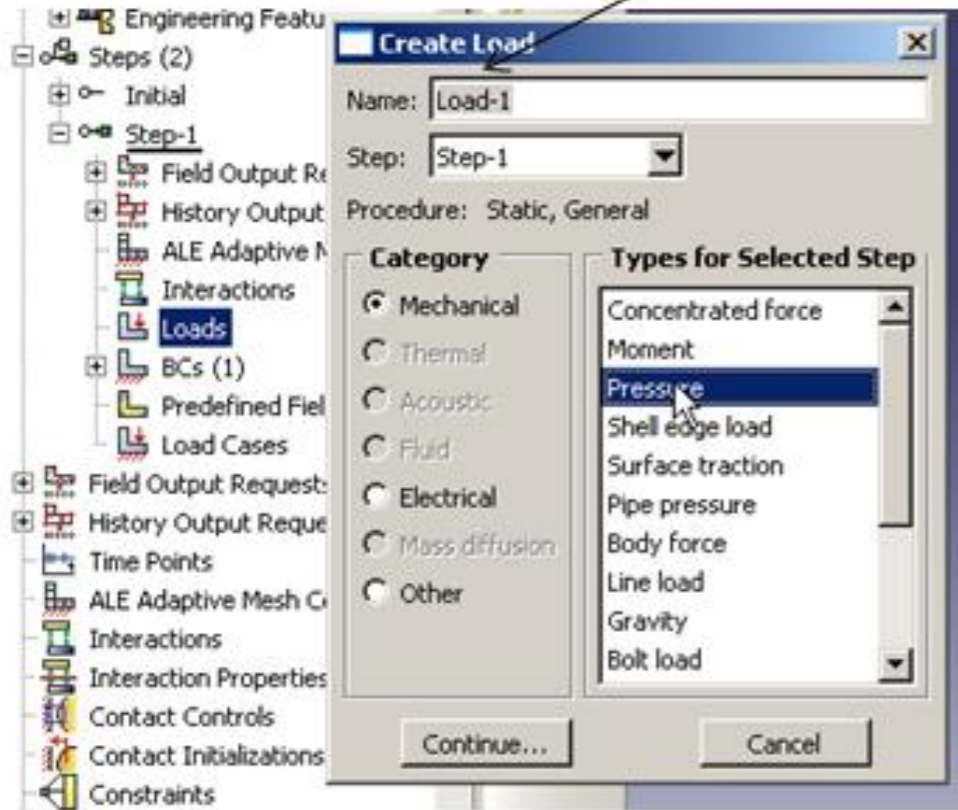 Engineering Featu
Steps (2)
Initial
Step-1
Field Output Re
History Output
ALE Adaptive M
Interactions
Loads
BCs (1)
Predefined Fiel
Load Cases
Field Output Requests
History Output Reque
Time Points
ALE Adaptive Mesh Co
Interactions
Interaction Properties
Contact Controls
Contact Initializations
Constraints
Create Load
Name: Load-1
Step: Step-1
Procedure: Static, General
Category
Mechanical
Thermal
Acoustic
Fluid
Electrical
Mass diffusion
Other
Types for Selected Step
Concentrated force
Moment
Pressure
Shell edge load
Surface traction
Pipe pressure
Body force
Line load
Gravity
Bolt load
Continue...
Cancel